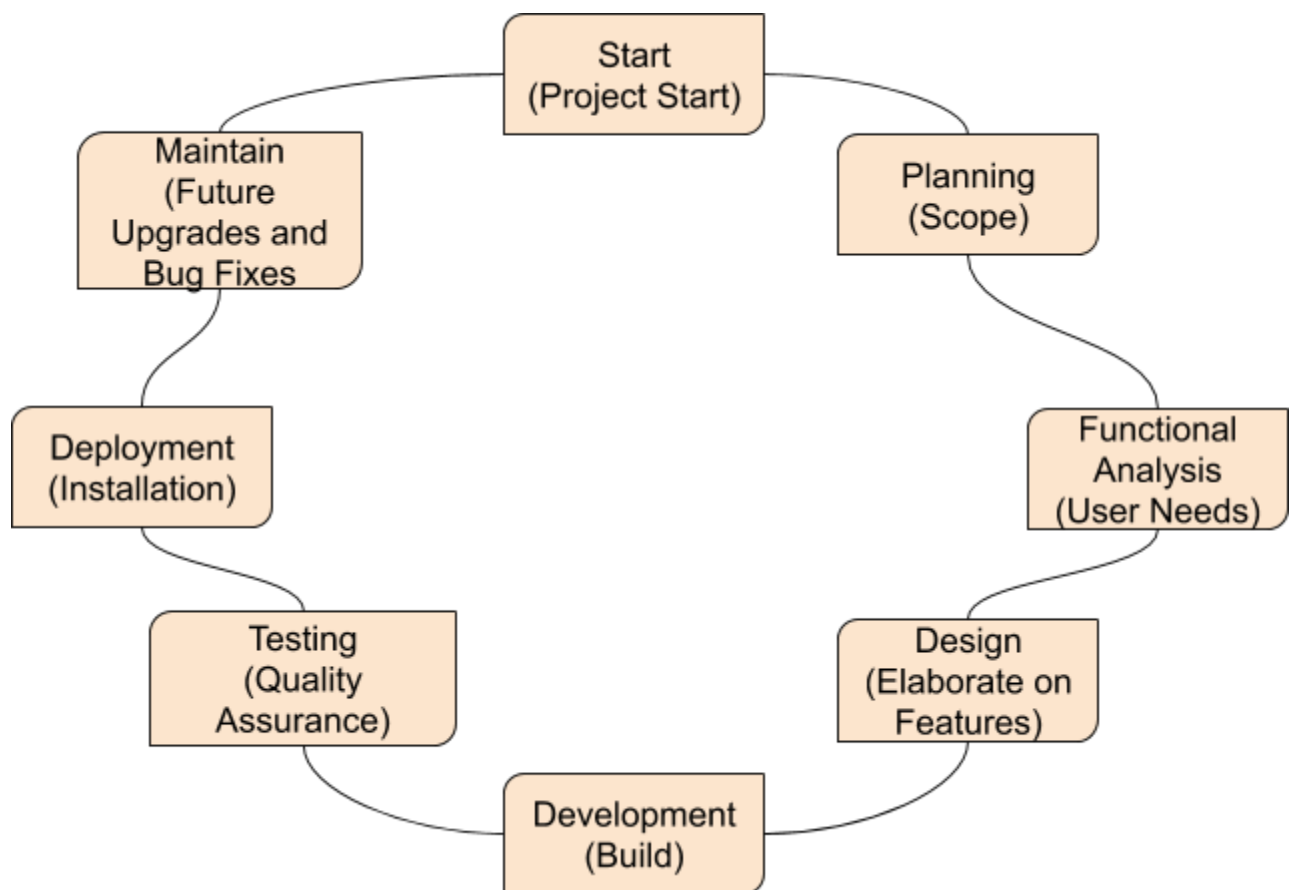 Start
(Project Start)
Planning
(Scope)
Functional
Analysis
(User Needs)
Design
(Elaborate on
Features)
Development
(Build)
Testing
(Quality
Assurance)
Deployment
(Installation)
Maintain
(Future
Upgrades and
Bug Fixes